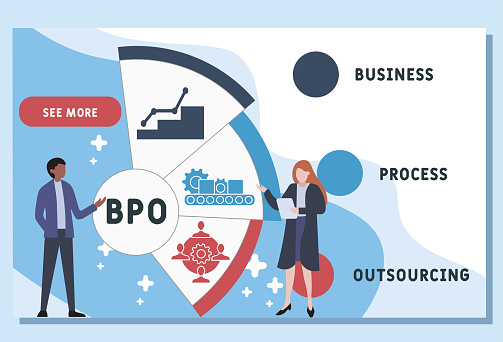 SEE MORE
BPO
BUSINESS
PROCESS
OUTSOURCING